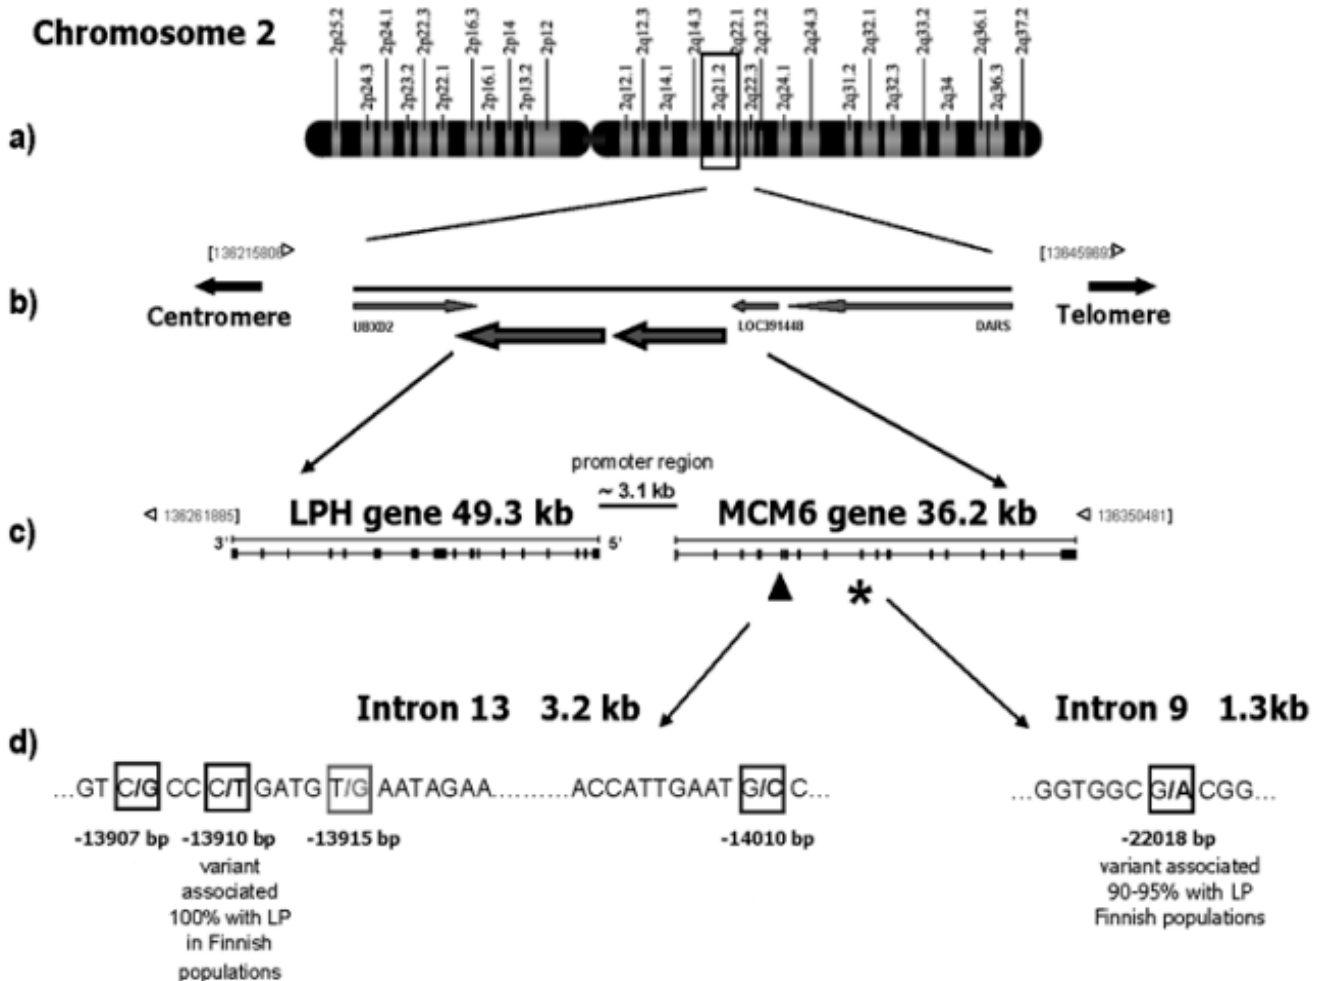 Chromosome 2
2p25.2 2p24.1 2p22.3 2p16.3 2p14 2p12 2q12.3 2q14.3 2q22.1 2q23.2 2q24.3 2q32.1 2q33.2 2q36.1 2q37.2
2p24.3 2p23.2 2p22.1 2p16.1 2p13.2 2q12.1 2q14.1 2q21.2 2q22.3 2q24.1 2q31.2 2q32.3 2q34 2q36.3
a)
[136215808 [136459692
b)
Centromere Telomere
UBXD2 LOC391448 DARS
promoter region
~ 3.1 kb
LPH gene 49.3 kb MCM6 gene 36.2 kb
136261885] 136350481]
c)
3' 5'
*
Intron 13 3.2 kb Intron 9 1.3kb
d)
...GT C/G CC C/T GATG T/G AATAGAA..........ACCATTGAAT G/C C... ...GGTGGC G/A CGG...
-13907 bp -13910 bp -13915 bp -14010 bp -22018 bp
variant
associated
100% with LP
in Finnish
populations
variant associated
90-95% with LP
Finnish populations